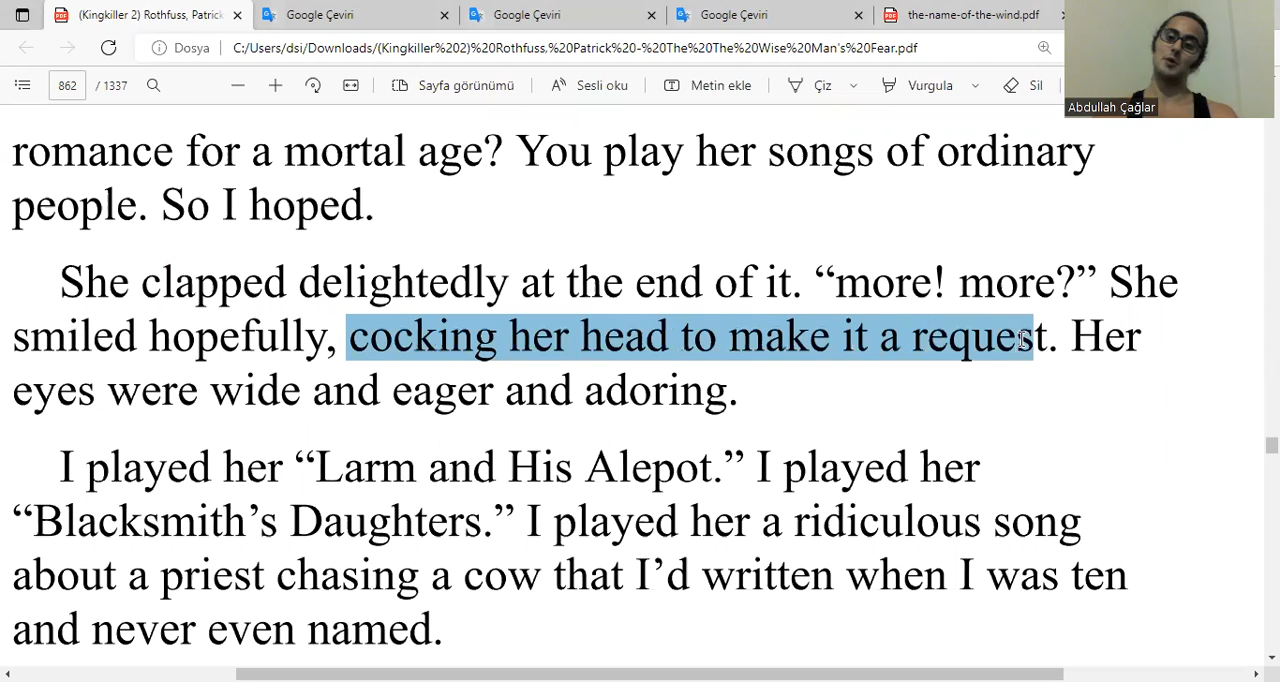 (Kingkiller 2) Rothfuss, Patrick
Google Çeviri
Google Çeviri
Google Çeviri
the-name-of-the-wind.pdf
Dosya
C:/Users/dsi/Downloads/(Kingkiller%202)%20Rothfuss,%20Patrick%20-%20The%20The%20Wise%20Man's%20Fear.pdf
862 / 1337
Sayfa görünümü
Sesli oku
Metin ekle
Çiz
Vurgula
Sil
Abdullah Çağlar
romance for a mortal age? You play her songs of ordinary
people. So I hoped.
She clapped delightedly at the end of it. “more! more?” She
smiled hopefully, cocking her head to make it a request. Her
eyes were wide and eager and adoring.
I played her “Larm and His Alepot.” I played her
“Blacksmith’s Daughters.” I played her a ridiculous song
about a priest chasing a cow that I’d written when I was ten
and never even named.